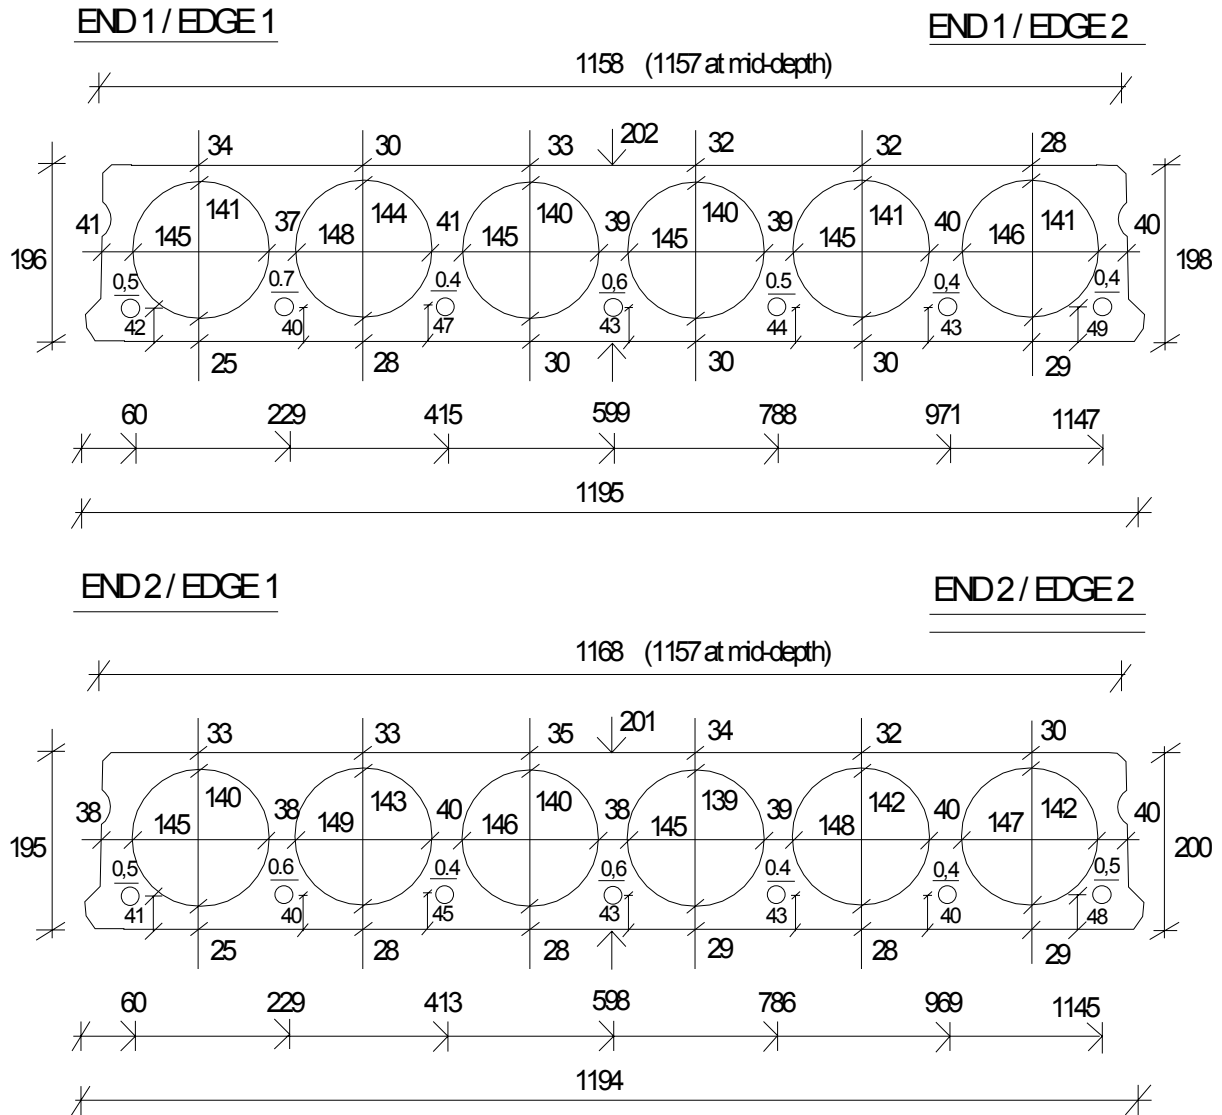 END 1 / EDGE 1 END 1 / EDGE 2
1158 (1157 at mid-depth)
34 30 33 202 32 32 28
41 141 37 144 41 140 39 140 39 141 40 141 40
145 148 145 145 145 146
196 198
0,5 0.7 0.4 0,6 0.5 0,4 0,4
42 40 47 43 44 43 49
25 28 30 30 30 29
60 229 415 599 788 971 1147
1195
END 2 / EDGE 1 END 2 / EDGE 2
1168 (1157 at mid-depth)
33 33 35 201 34 32 30
38 140 38 143 40 140 38 139 39 142 40 142 40
145 149 146 145 148 147
195 200
0,5 0.6 0.4 0,6 0.4 0,4 0,5
41 40 45 43 43 40 48
25 28 28 29 28 29
60 229 413 598 786 969 1145
1194